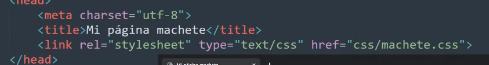 <head>
<meta charset="utf-8">
<title>Mi página machete</title>
<link rel="stylesheet" type="text/css" href="css/machete.css">
</head>